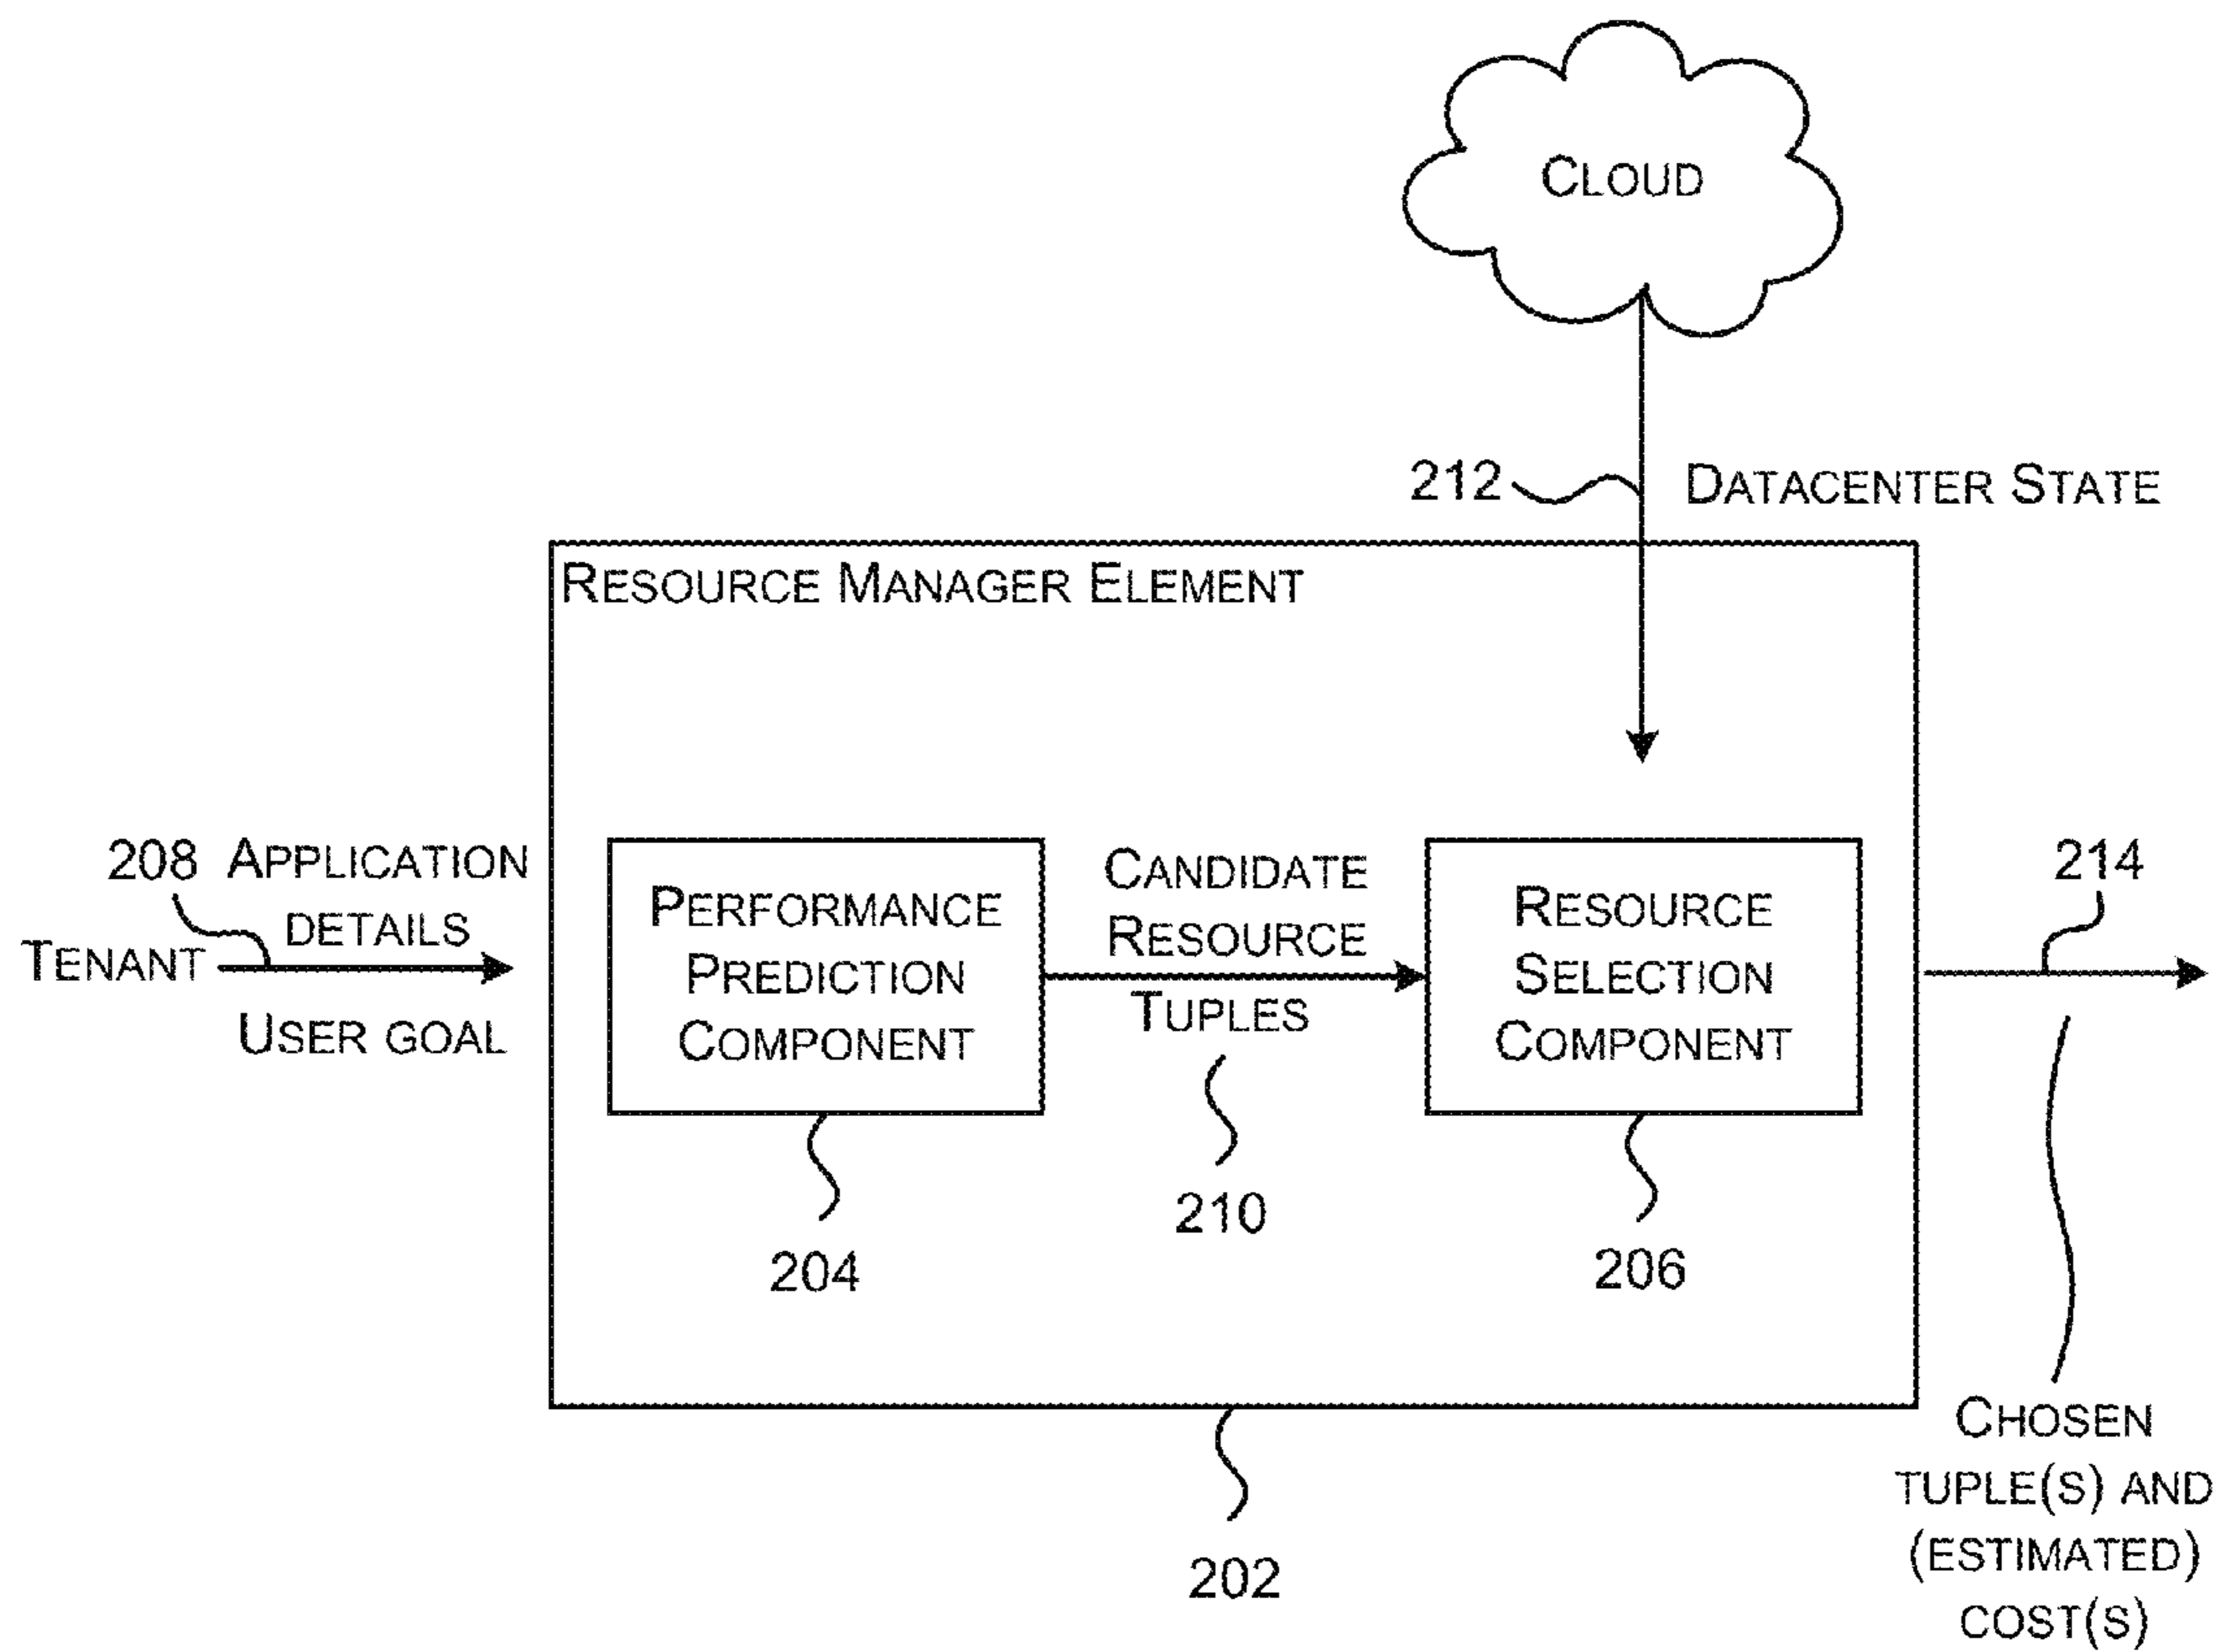 CLOUD
212 DATACENTER STATE
RESOURCE MANAGER ELEMENT
208 APPLICATION
DETAILS
TENANT
USER GOAL
PERFORMANCE
PREDICTION
COMPONENT
CANDIDATE
RESOURCE
TUPLES
RESOURCE
SELECTION
COMPONENT
214
210
204
206
202
CHOSEN
TUPLE(S) AND
(ESTIMATED)
COST(S)